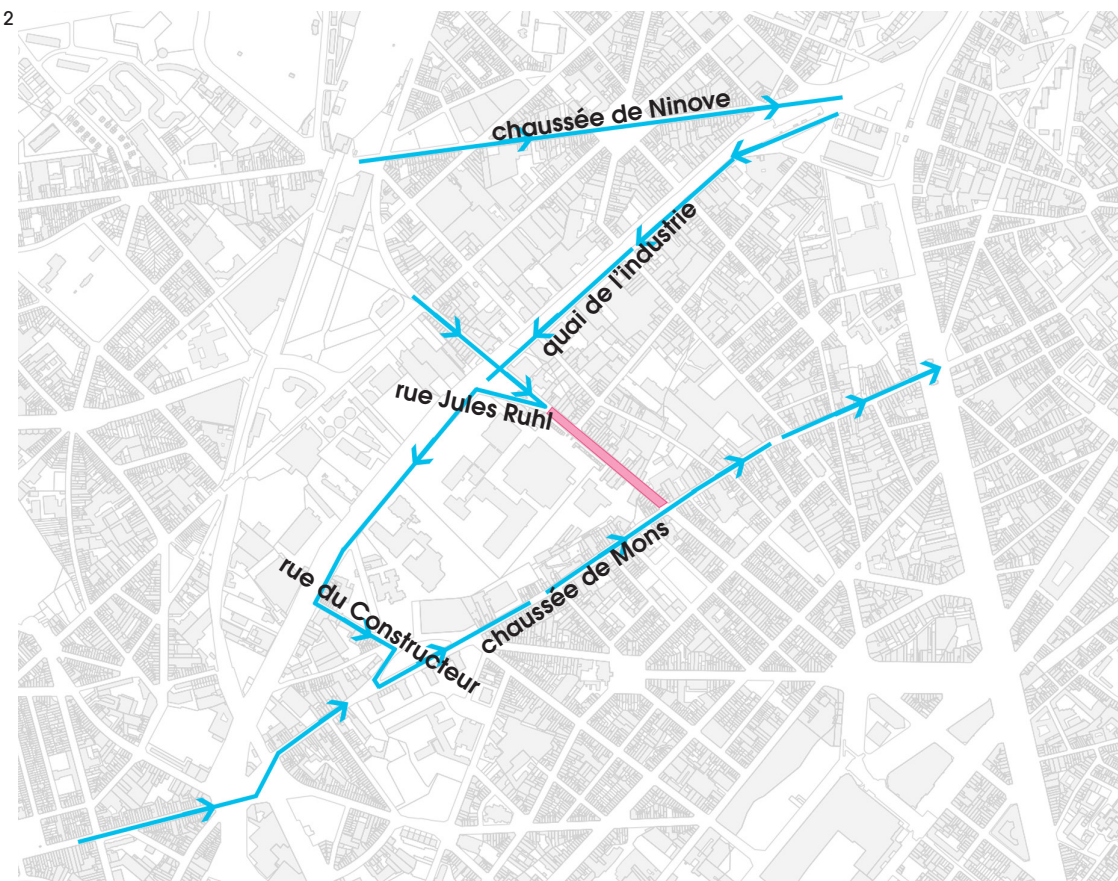 2
chaussée de Ninove
quai de l'industrie
rue Jules Ruhl
rue du Constructeur
chaussée de Mons